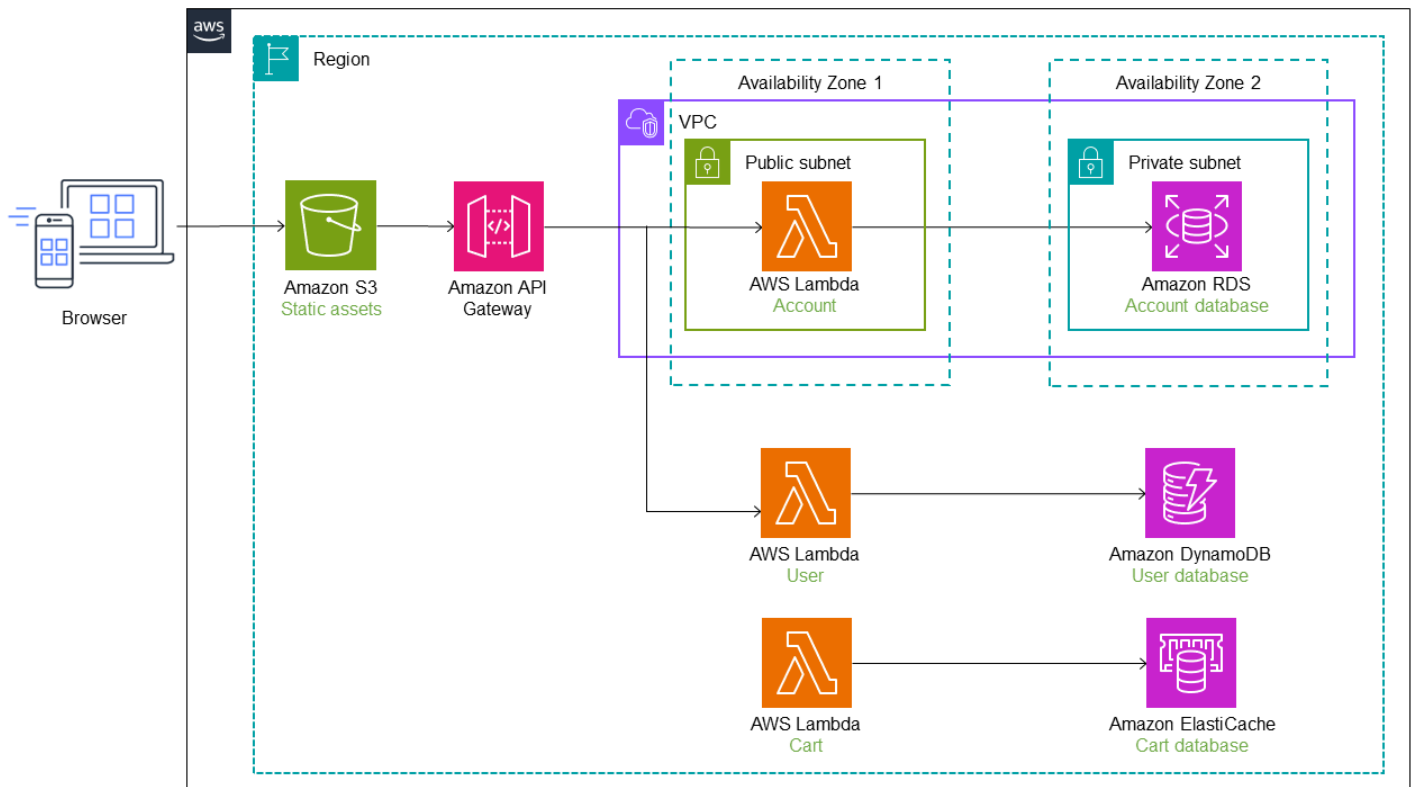 aws
Region
Availability Zone 1
Availability Zone 2
VPC
Public subnet
Private subnet
</>
Browser
Amazon S3
Static assets
Amazon API
Gateway
AWS Lambda
Account
Amazon RDS
Account database
AWS Lambda
User
Amazon DynamoDB
User database
AWS Lambda
Cart
Amazon ElastiCache
Cart database